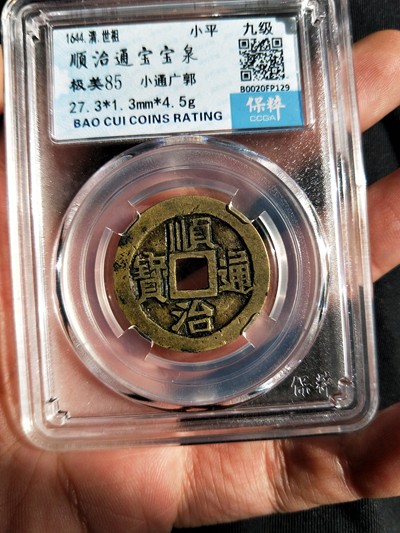 1644.清.世祖 小平 九级
顺治通宝宝泉
极美85 小通广郭
27.3*1.3mm*4.5g
B0020FP129
保粹
CCGA
BAO CUI COINS RATING
順
寶 通
治
保粹